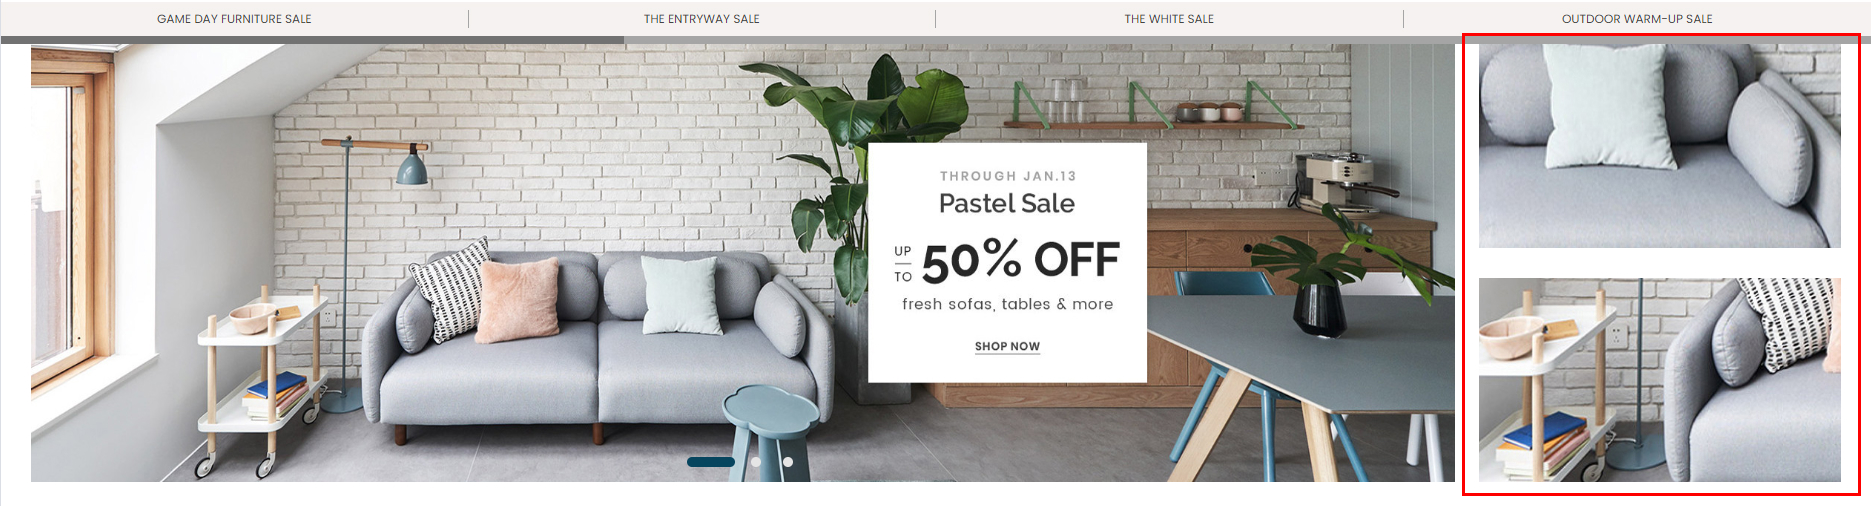 GAME DAY FURNITURE SALE
THE ENTRYWAY SALE
THE WHITE SALE
OUTDOOR WARM-UP SALE
THROUGH JAN.13
Pastel Sale
UP TO 50% OFF
fresh sofas, tables & more
SHOP NOW